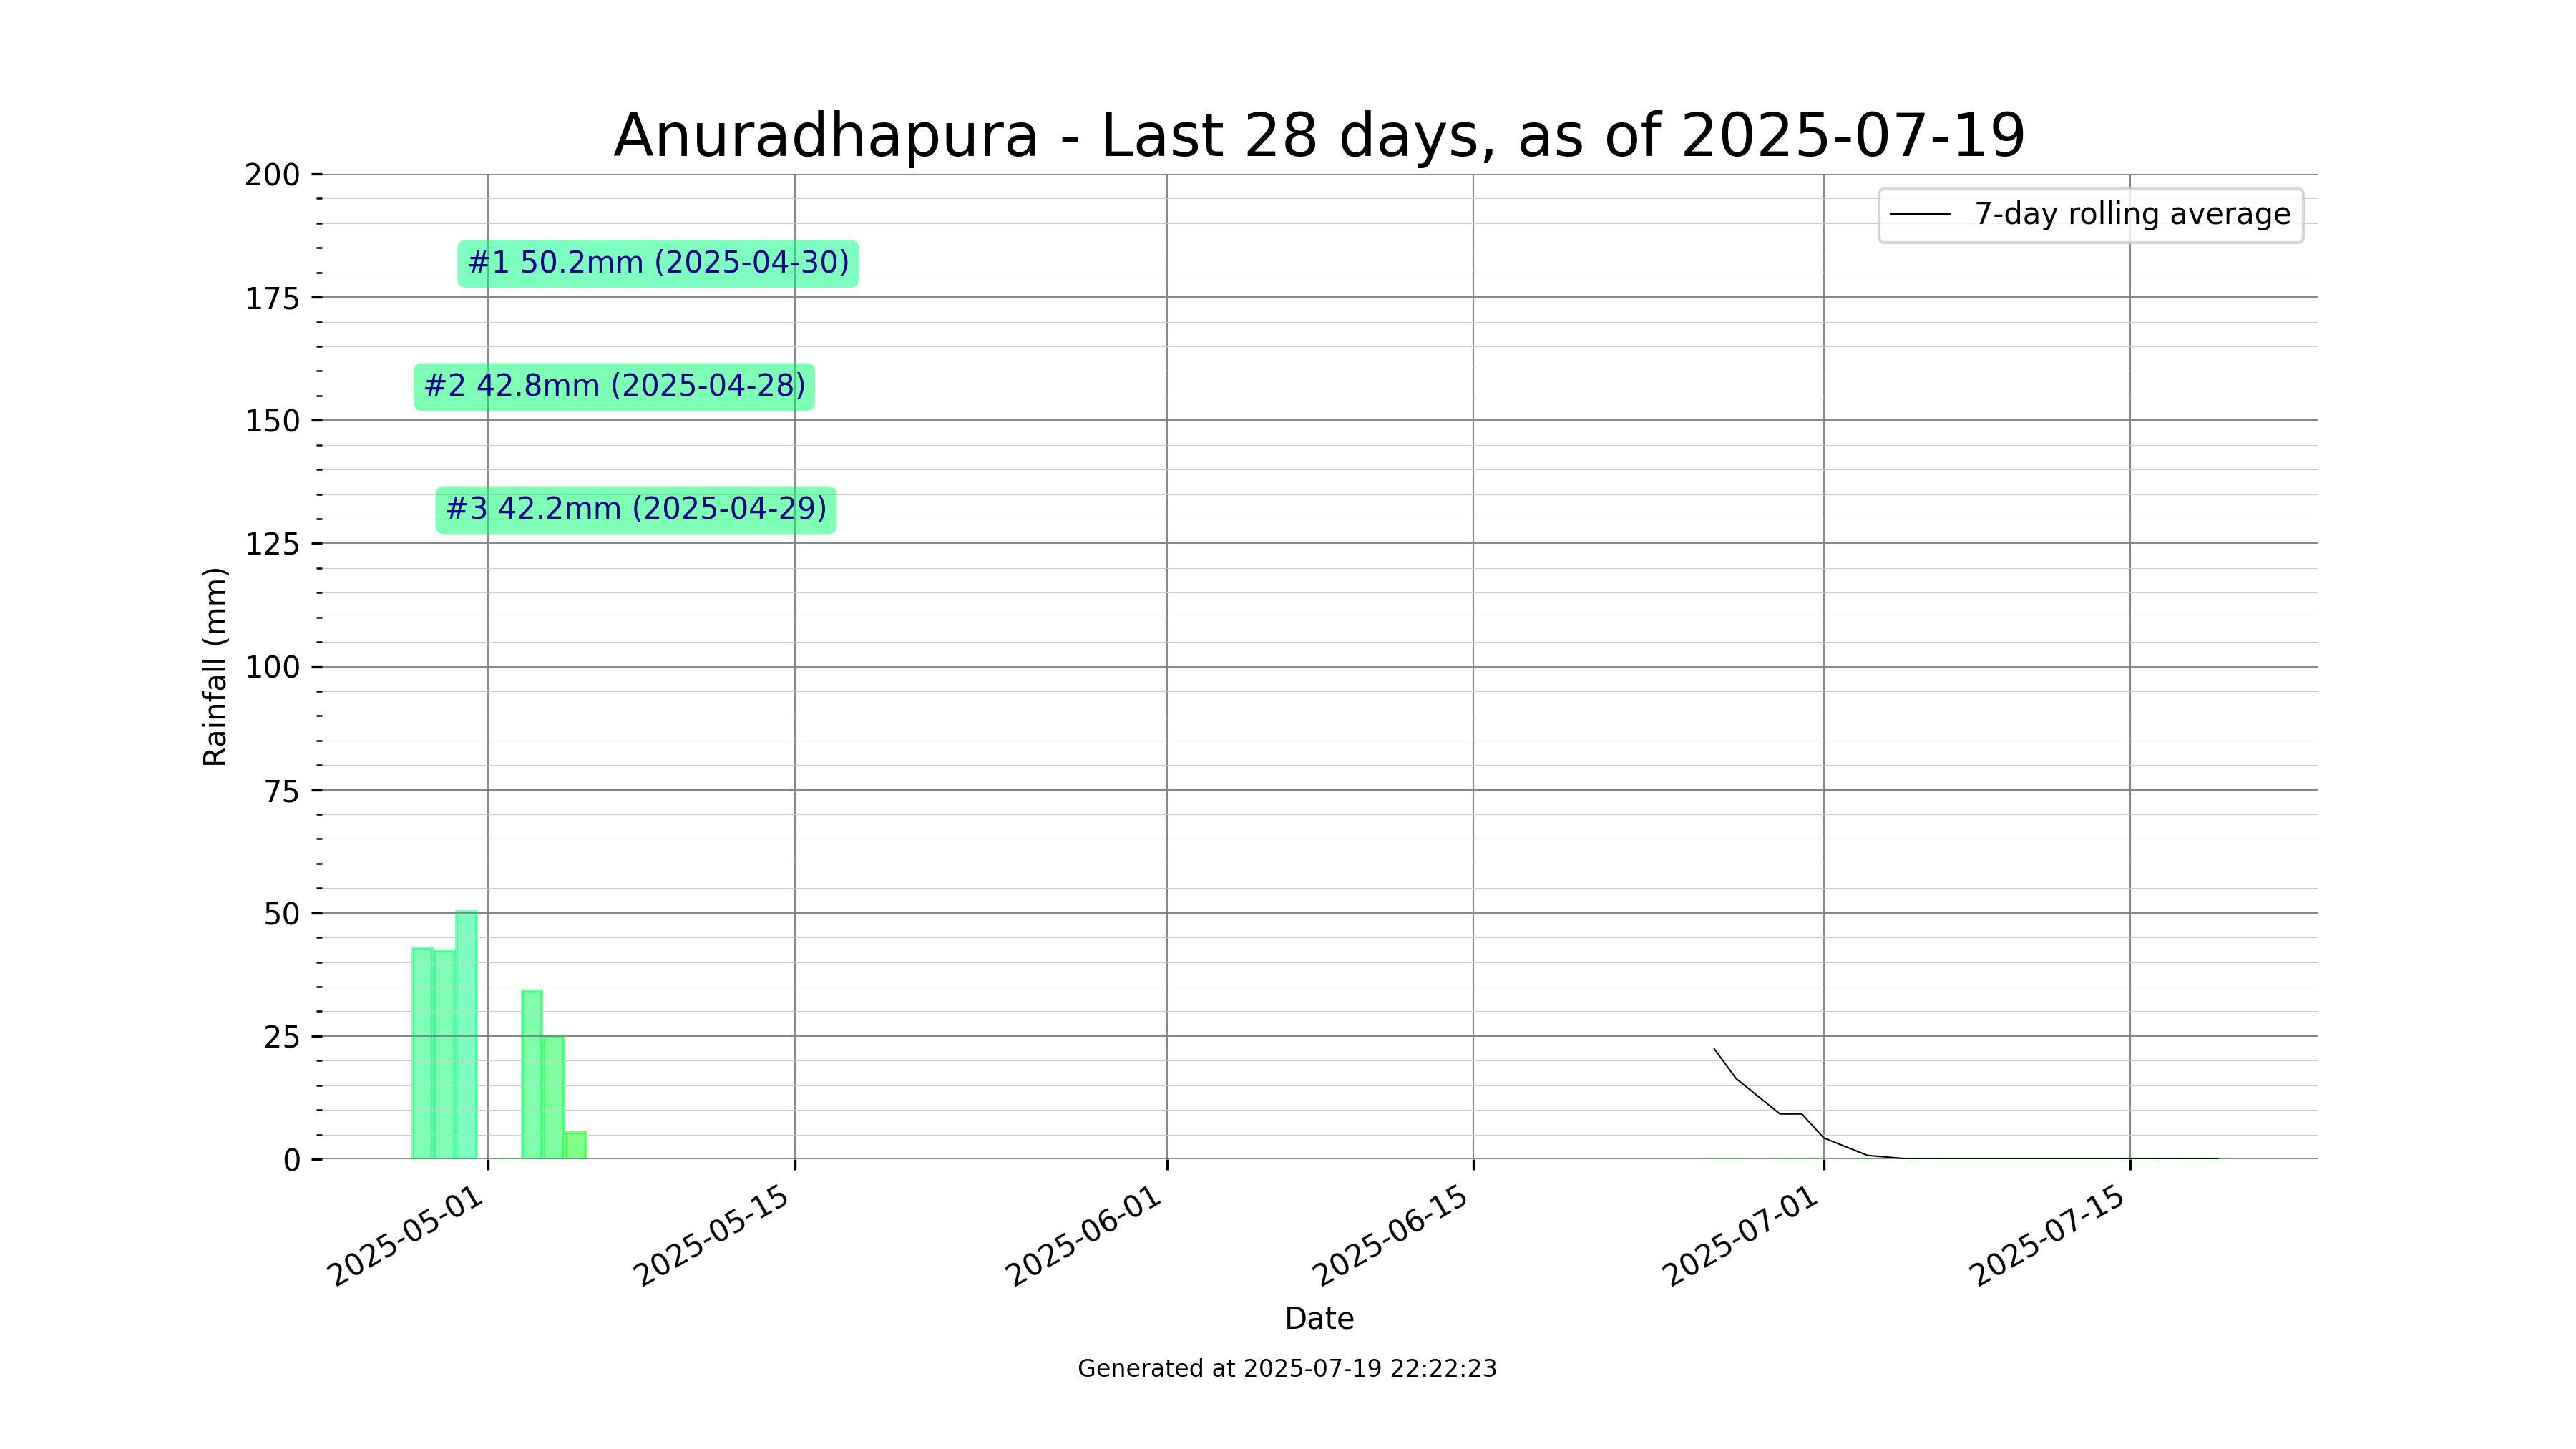 Anuradhapura - Last 28 days, as of 2025-07-19
7-day rolling average
#1 50.2mm (2025-04-30)
#2 42.8mm (2025-04-28)
#3 42.2mm (2025-04-29)
Rainfall (mm)
200
175
150
125
100
75
50
25
0
2025-05-01
2025-05-15
2025-06-01
2025-06-15
2025-07-01
2025-07-15
Date
Generated at 2025-07-19 22:22:23